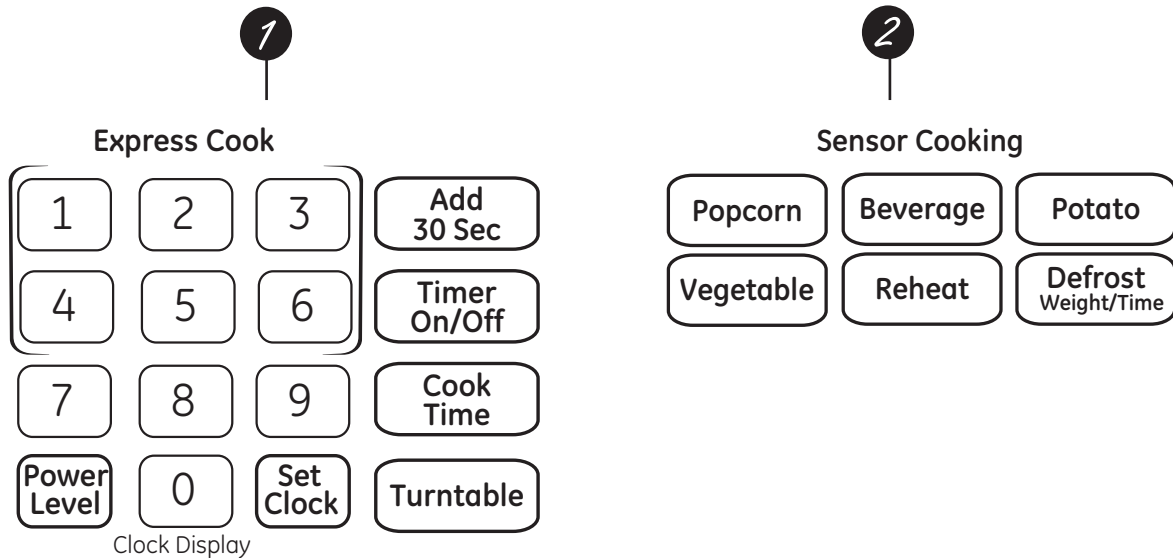 1
2
Express Cook
1 2 3
Add
30 Sec
4 5 6
Timer
On/Off
7 8 9
Cook
Time
Power
Level
0
Set
Clock
Turntable
Clock Display
Sensor Cooking
Popcorn Beverage Potato
Vegetable Reheat Defrost
Weight/Time